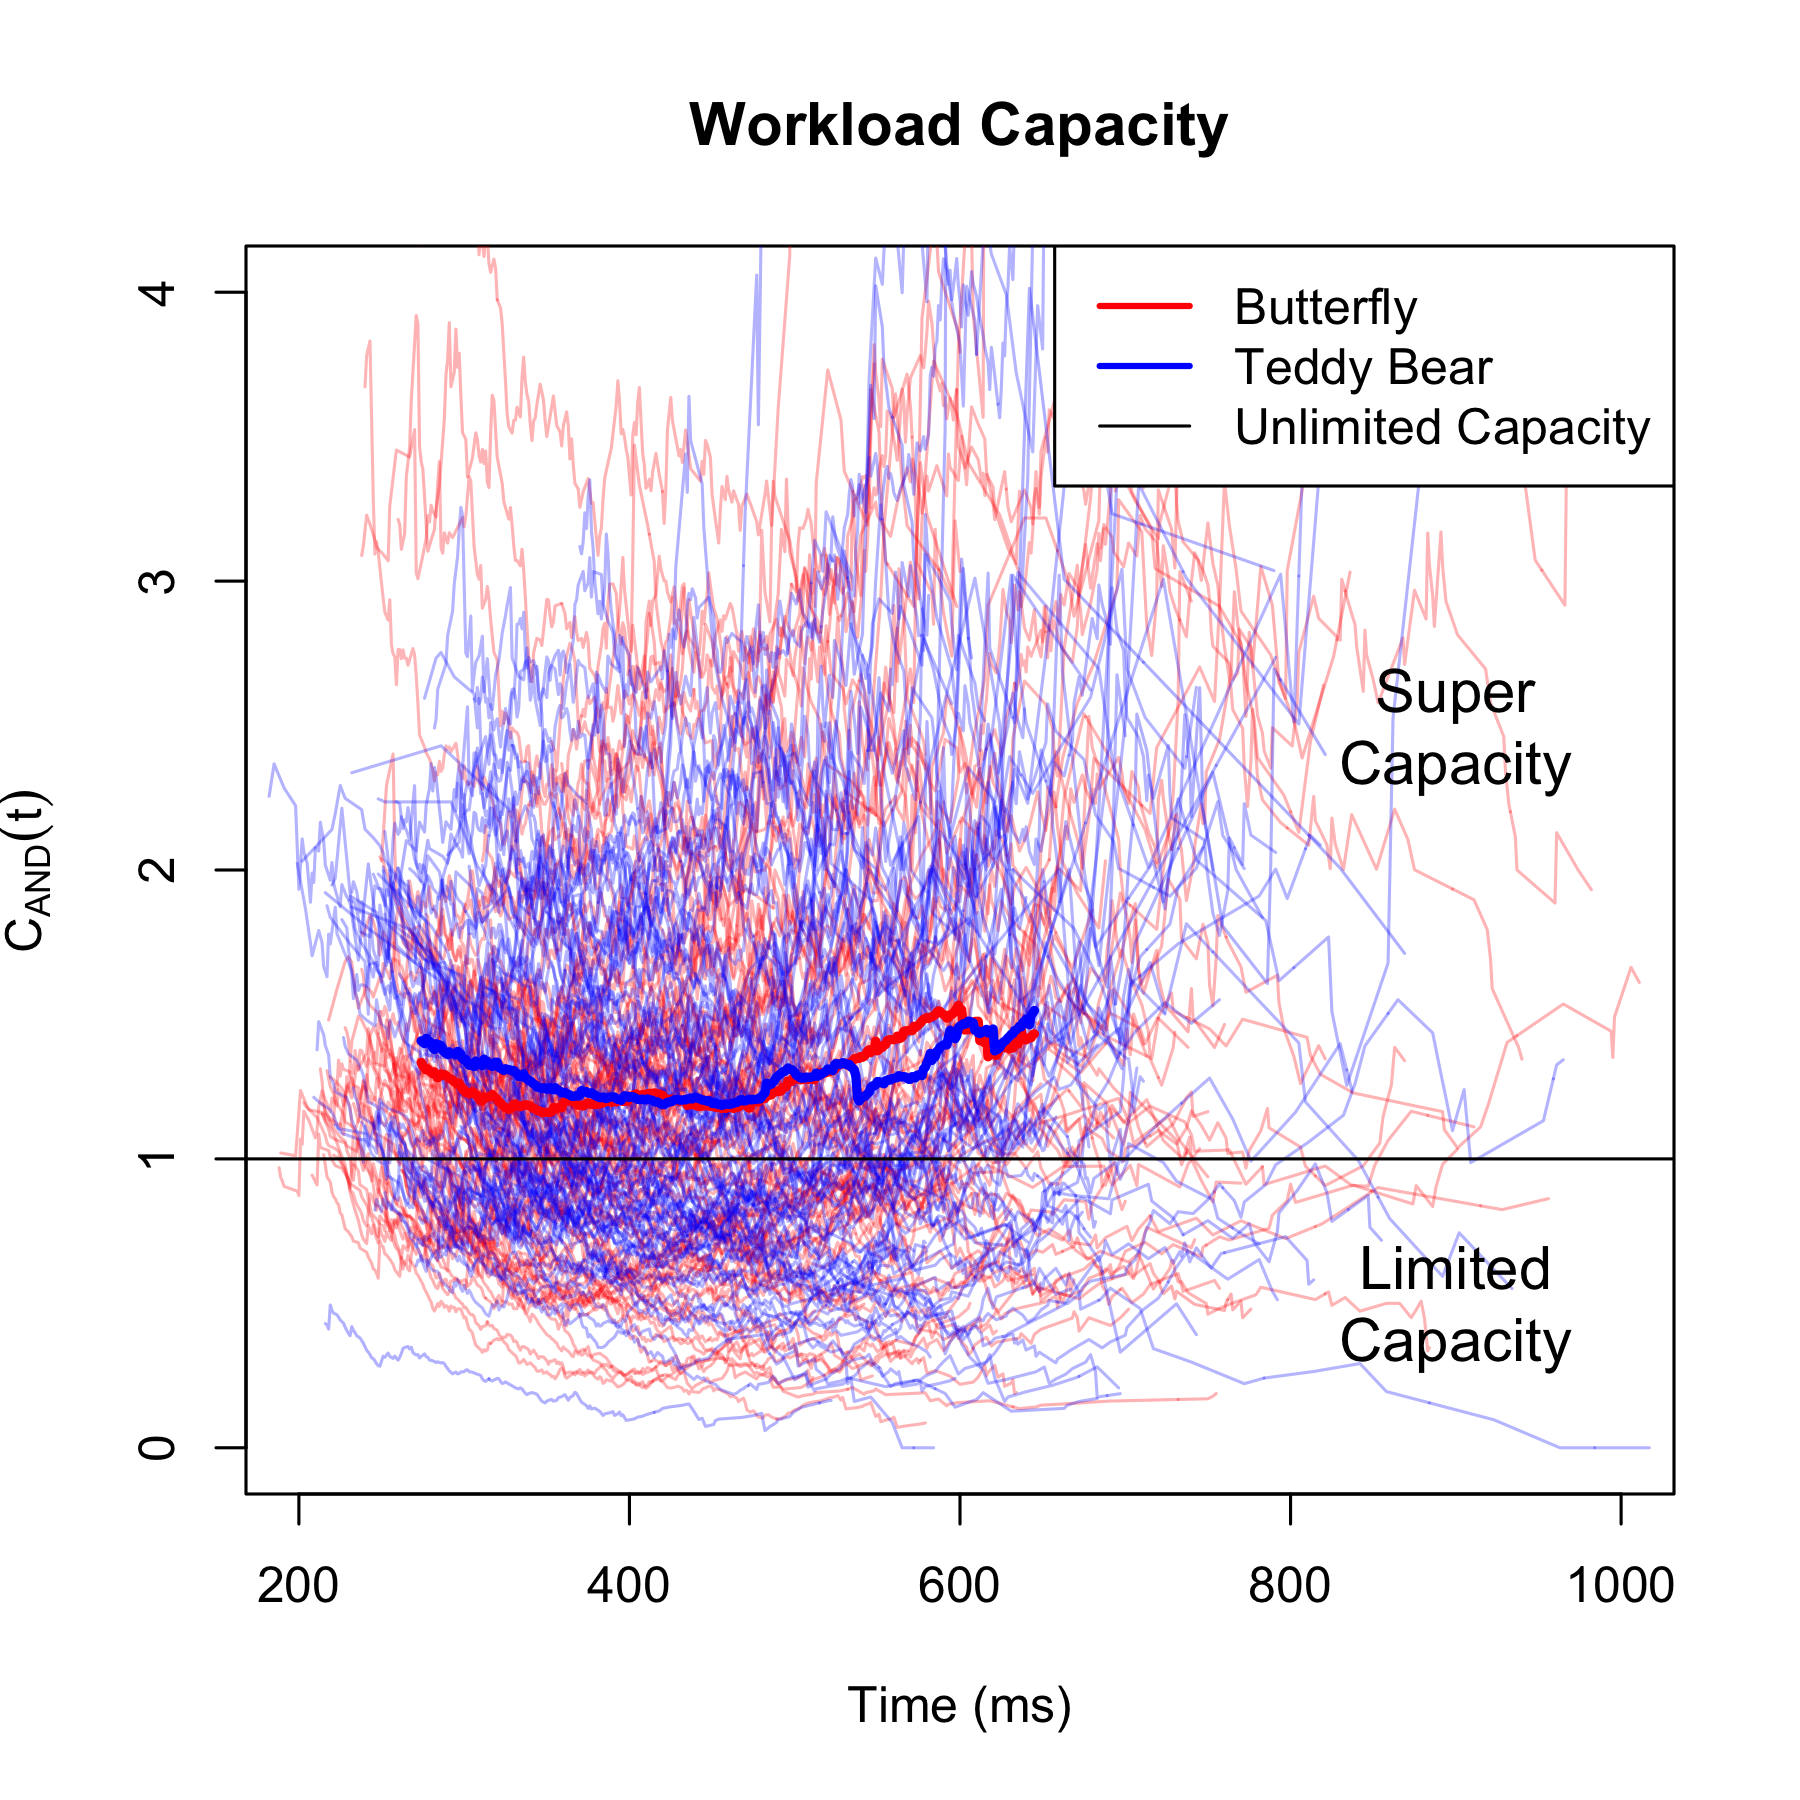 Workload Capacity
Butterfly
Teddy Bear
Unlimited Capacity
4
3
2
1
0
C_AND(t)
Super
Capacity
Limited
Capacity
200 400 600 800 1000
Time (ms)